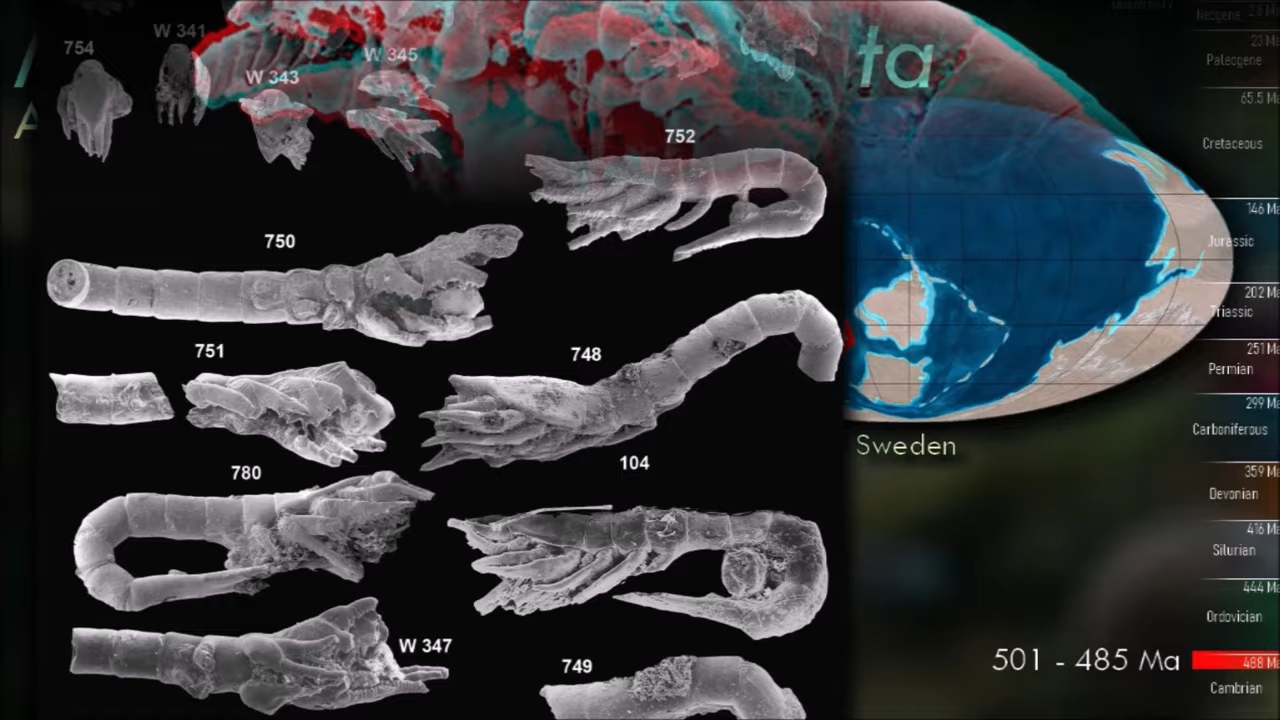 754
W 341
W 343
W 345
ta
752
750
751
748
780
104
W 347
749
Sweden
501 - 485 Ma
Neogene
23 Ma
Paleogene
65.5 Ma
Cretaceous
146 Ma
Jurassic
202 Ma
Triassic
251 Ma
Permian
299 Ma
Carboniferous
359 Ma
Devonian
416 Ma
Silurian
444 Ma
Ordovician
488 Ma
Cambrian